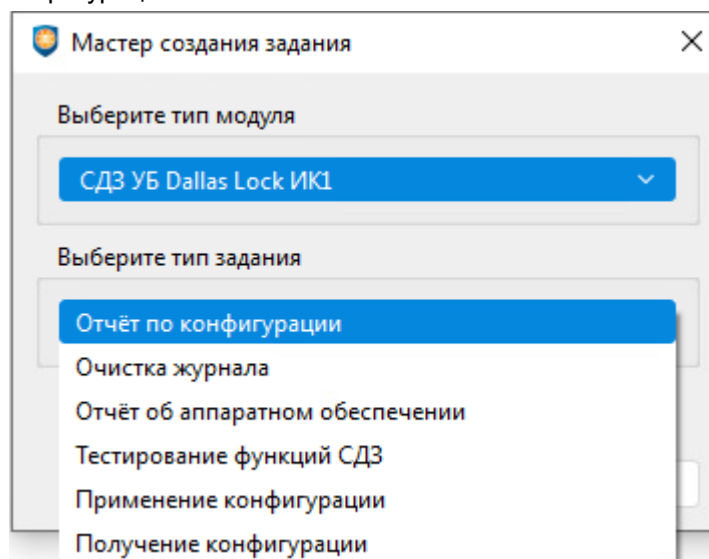 Мастер создания задания
Выберите тип модуля
СДЗ УБ Dallas Lock ИК1
Выберите тип задания
Отчёт по конфигурации
Очистка журнала
Отчёт об аппаратном обеспечении
Тестирование функций СДЗ
Применение конфигурации
Получение конфигурации